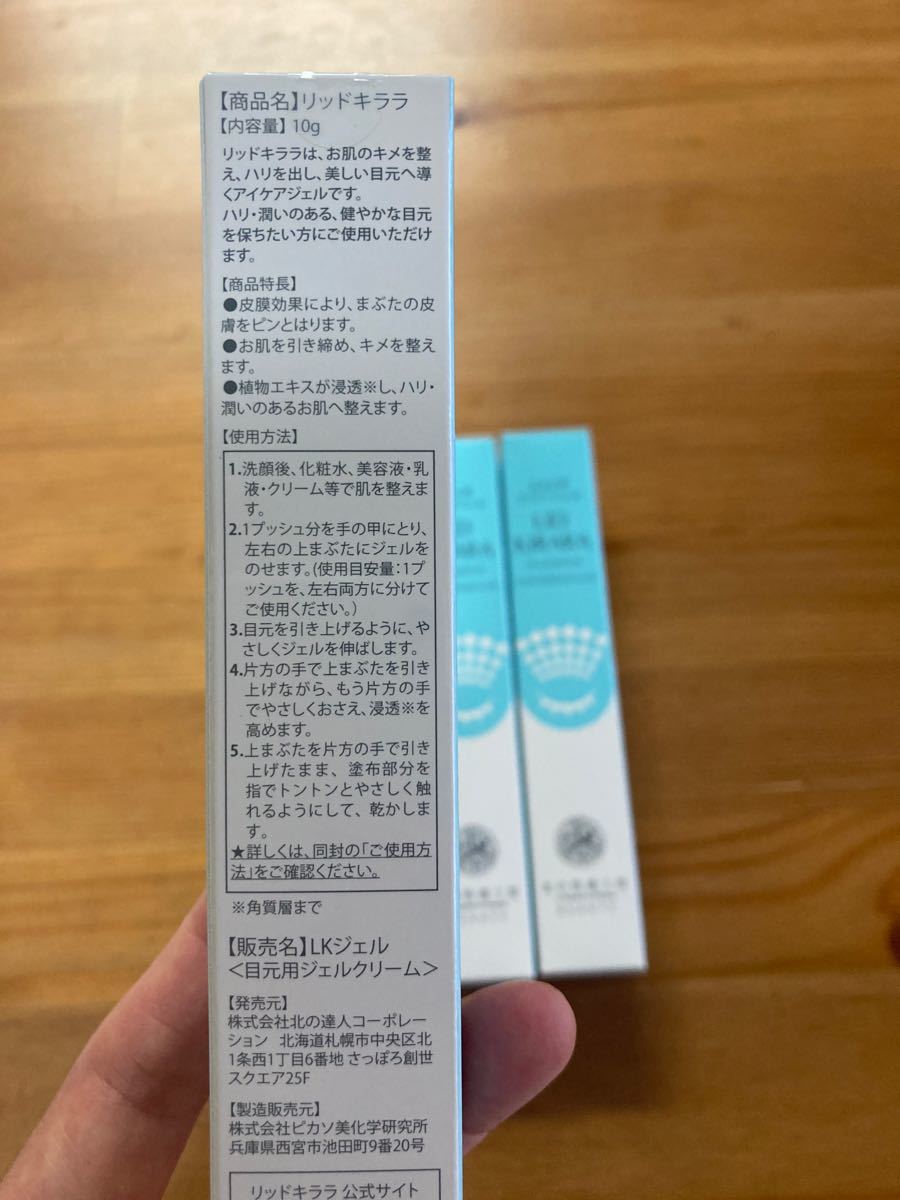 【商品名】リッドキララ
【内容量】10g
リッドキララは、お肌のキメを整
え、ハリを出し、美しい目元へ導
くアイケアジェルです。
ハリ・潤いのある、健やかな目元
を保ちたい方にご使用いただけ
ます。
【商品特長】
●皮膜効果により、まぶたの皮
膚をピンとはります。
●お肌を引き締め、キメを整え
ます。
●植物エキスが浸透※し、ハリ・
潤いのあるお肌へ整えます。
【使用方法】
1.洗顔後、化粧水、美容液・乳
液・クリーム等で肌を整えま
す。
2.1プッシュ分を手の甲にとり、
左右の上まぶたにジェルを
のせます。(使用目安量:1プ
ッシュを、左右両方に分けて
ご使用ください。)
3.目元を引き上げるように、や
さしくジェルを伸ばします。
4.片方の手で上まぶたを引き
上げながら、もう片方の手
でやさしくおさえ、浸透※を
高めます。
5.上まぶたを片方の手で引き
上げたまま、塗布部分を
指でトントンとやさしく触
れるようにして、乾かしま
す。
★詳しくは、同封の「ご使用方
法」をご確認ください。
※角質層まで
【販売名】LKジェル
<目元用ジェルクリーム>
【発売元】
株式会社北の達人コーポレー
ション 北海道札幌市中央区北
1条西1丁目6番地 さっぽろ創世
スクエア25F
【製造販売元】
株式会社ピカソ美化学研究所
兵庫県西宮市池田町9番20号
リッドキララ 公式サイト
LID
KIRARA